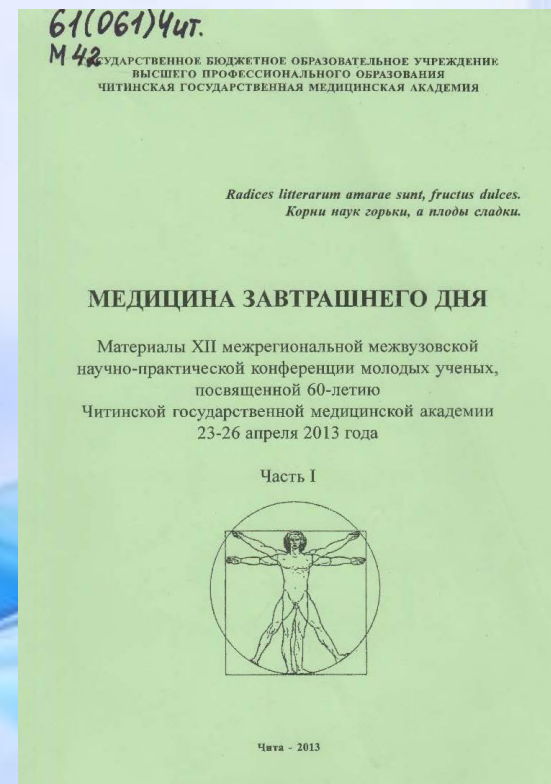 61(061)Чит.
М 42
ГОСУДАРСТВЕННОЕ БЮДЖЕТНОЕ ОБРАЗОВАТЕЛЬНОЕ УЧРЕЖДЕНИЕ
ВЫСШЕГО ПРОФЕССИОНАЛЬНОГО ОБРАЗОВАНИЯ
ЧИТИНСКАЯ ГОСУДАРСТВЕННАЯ МЕДИЦИНСКАЯ АКАДЕМИЯ
Radices litterarum amarae sunt, fructus dulces.
Корни наук горьки, а плоды сладки.
МЕДИЦИНА ЗАВТРАШНЕГО ДНЯ
Материалы XII межрегиональной межвузовской
научно-практической конференции молодых ученых,
посвященной 60-летию
Читинской государственной медицинской академии
23-26 апреля 2013 года
Часть I
Чита - 2013